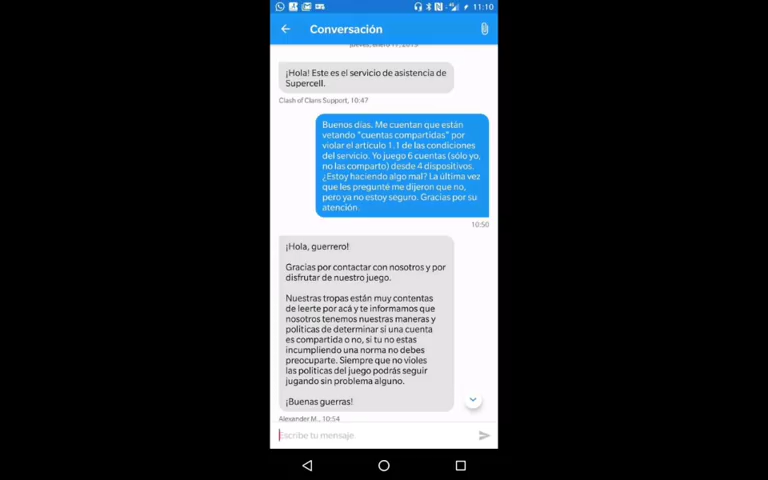 11:10
Conversación
jueves, enero 17, 2019
¡Hola! Este es el servicio de asistencia de
Supercell.
Clash of Clans Support, 10:47
Buenos días. Me cuentan que están
vetando "cuentas compartidas" por
violar el artículo 1.1 de las condiciones
del servicio. Yo juego 6 cuentas (sólo yo,
no las comparto) desde 4 dispositivos.
¿Estoy haciendo algo mal? La última vez
que les pregunté me dijeron que no,
pero ya no estoy seguro. Gracias por su
atención.
10:50
¡Hola, guerrero!
Gracias por contactar con nosotros y por
disfrutar de nuestro juego.
Nuestras tropas están muy contentas
de leerte por acá y te informamos que
nosotros tenemos nuestras maneras y
politicas de determinar si una cuenta
es compartida o no, si tu no estas
incumpliendo una norma no debes
preocuparte. Siempre que no violes
las politicas del juego podrás seguir
jugando sin problema alguno.
¡Buenas guerras!
Alexander M., 10:54
Escribe tu mensaje